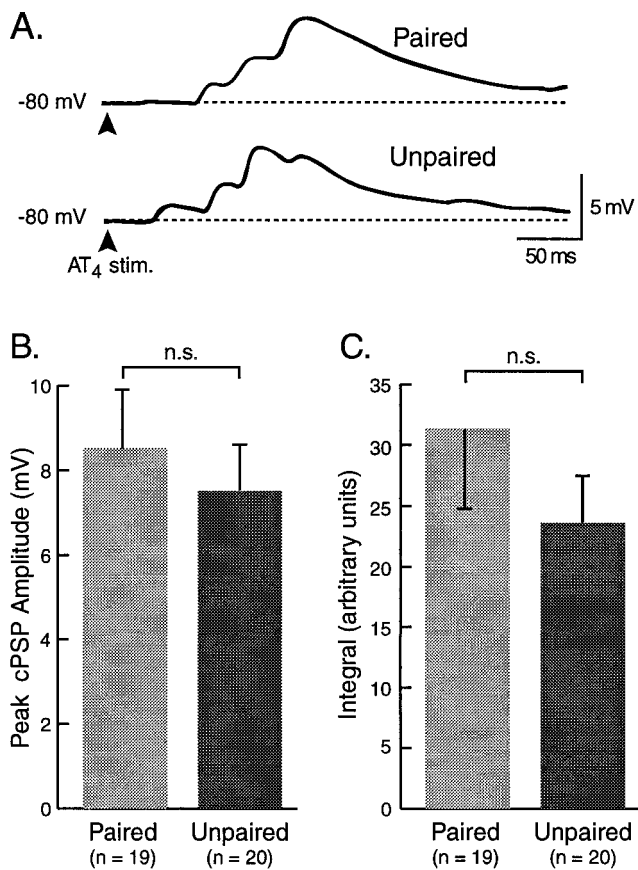 A.
Paired
-80 mV
Unpaired
-80 mV
5 mV
50 ms
AT4 stim.
B.
n.s.
10
8
6
4
2
0
Peak cPSP Amplitude (mV)
Paired
(n = 19)
Unpaired
(n = 20)
C.
n.s.
35
30
25
20
15
10
5
0
Integral (arbitrary units)
Paired
(n = 19)
Unpaired
(n = 20)